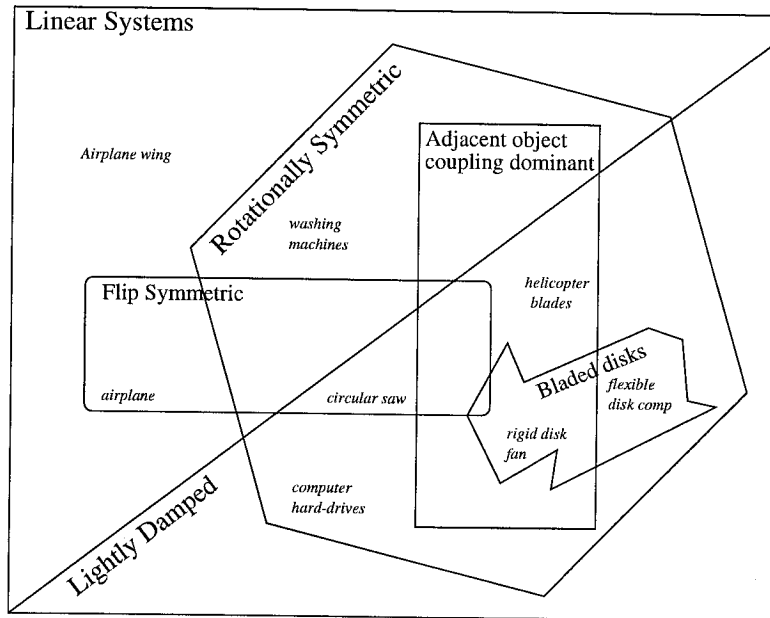 Linear Systems
Rotationally Symmetric
Adjacent object
coupling dominant
Airplane wing
washing
machines
Flip Symmetric
helicopter
blades
Bladed disks
flexible
disk comp
airplane
circular saw
rigid disk
fan
computer
hard-drives
Lightly Damped